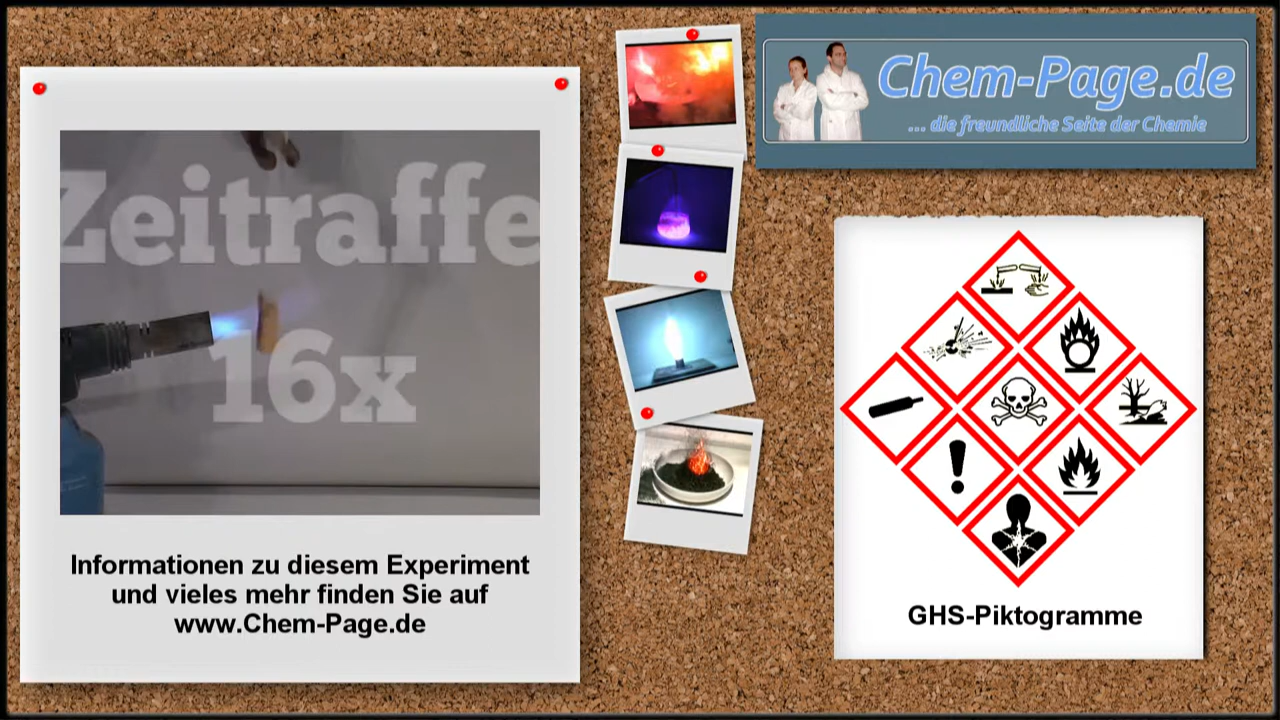 Zeitraffe
16x
Informationen zu diesem Experiment
und vieles mehr finden Sie auf
www.Chem-Page.de
Chem-Page.de
... die freundliche Seite der Chemie
GHS-Piktogramme